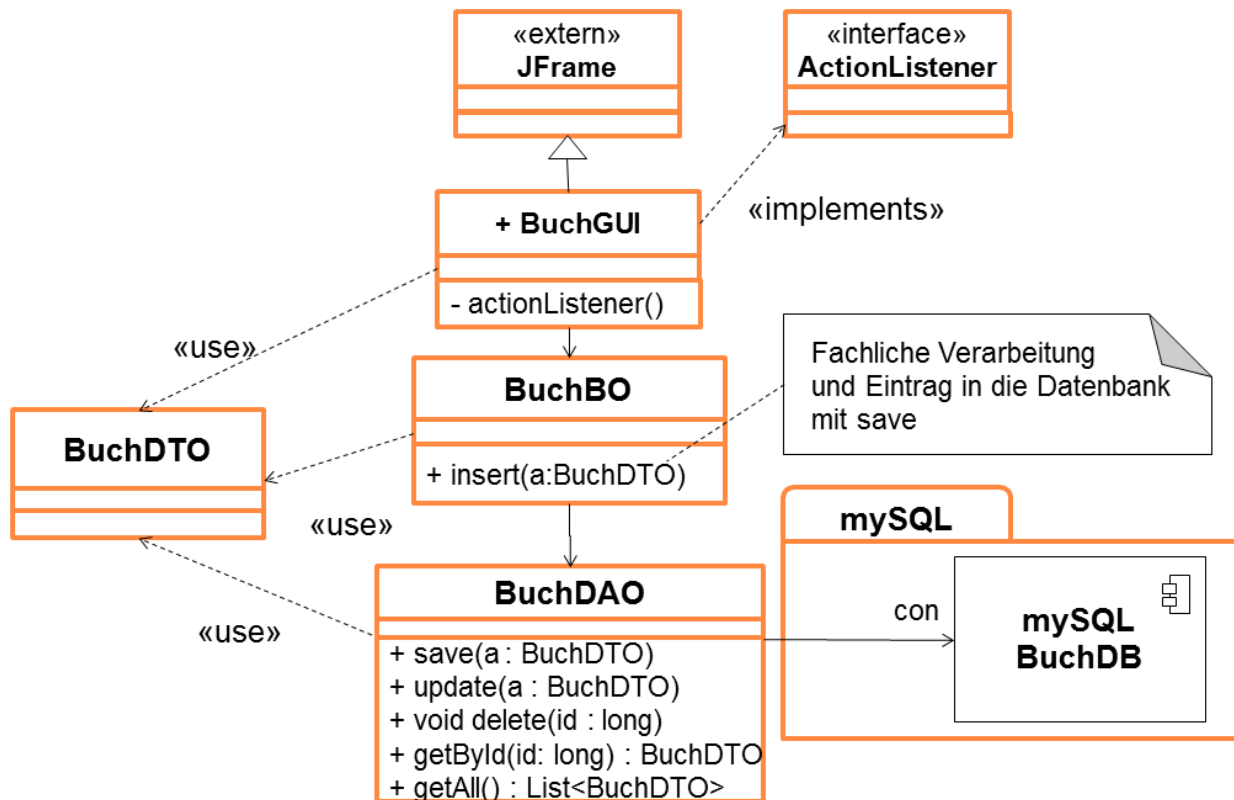 «extern»
JFrame
«interface»
ActionListener
+ BuchGUI
«implements»
- actionListener()
«use»
Fachliche Verarbeitung
und Eintrag in die Datenbank
mit save
BuchBO
BuchDTO
+ insert(a:BuchDTO)
«use»
mySQL
BuchDAO
«use»
con
mySQL
BuchDB
+ save(a : BuchDTO)
+ update(a : BuchDTO)
+ void delete(id : long)
+ getById(id: long) : BuchDTO
+ getAll() : List<BuchDTO>